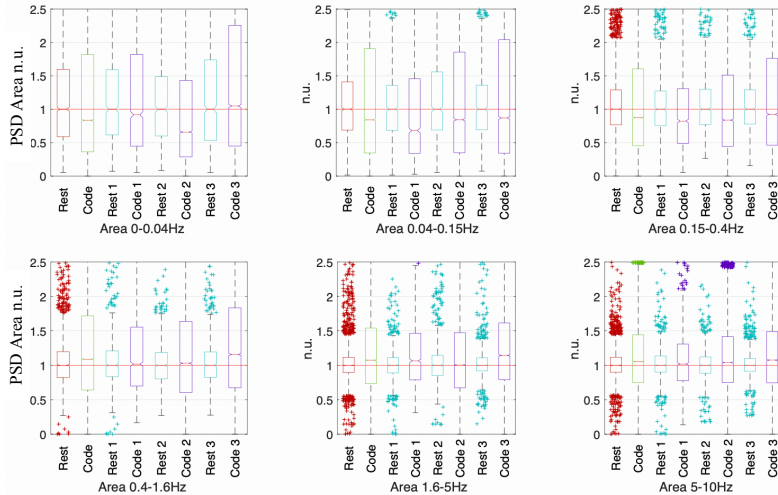 PSD Area n.u.
2.5
2
1.5
1
0.5
0
Rest
Code
Rest 1
Code 1
Rest 2
Code 2
Rest 3
Code 3
Area 0-0.04Hz
n.u.
2.5
2
1.5
1
0.5
0
Rest
Code
Rest 1
Code 1
Rest 2
Code 2
Rest 3
Code 3
Area 0.04-0.15Hz
n.u.
2.5
2
1.5
1
0.5
0
Rest
Code
Rest 1
Code 1
Rest 2
Code 2
Rest 3
Code 3
Area 0.15-0.4Hz
PSD Area n.u.
2.5
2
1.5
1
0.5
0
Rest
Code
Rest 1
Code 1
Rest 2
Code 2
Rest 3
Code 3
Area 0.4-1.6Hz
n.u.
2.5
2
1.5
1
0.5
0
Rest
Code
Rest 1
Code 1
Rest 2
Code 2
Rest 3
Code 3
Area 1.6-5Hz
n.u.
2.5
2
1.5
1
0.5
0
Rest
Code
Rest 1
Code 1
Rest 2
Code 2
Rest 3
Code 3
Area 5-10Hz